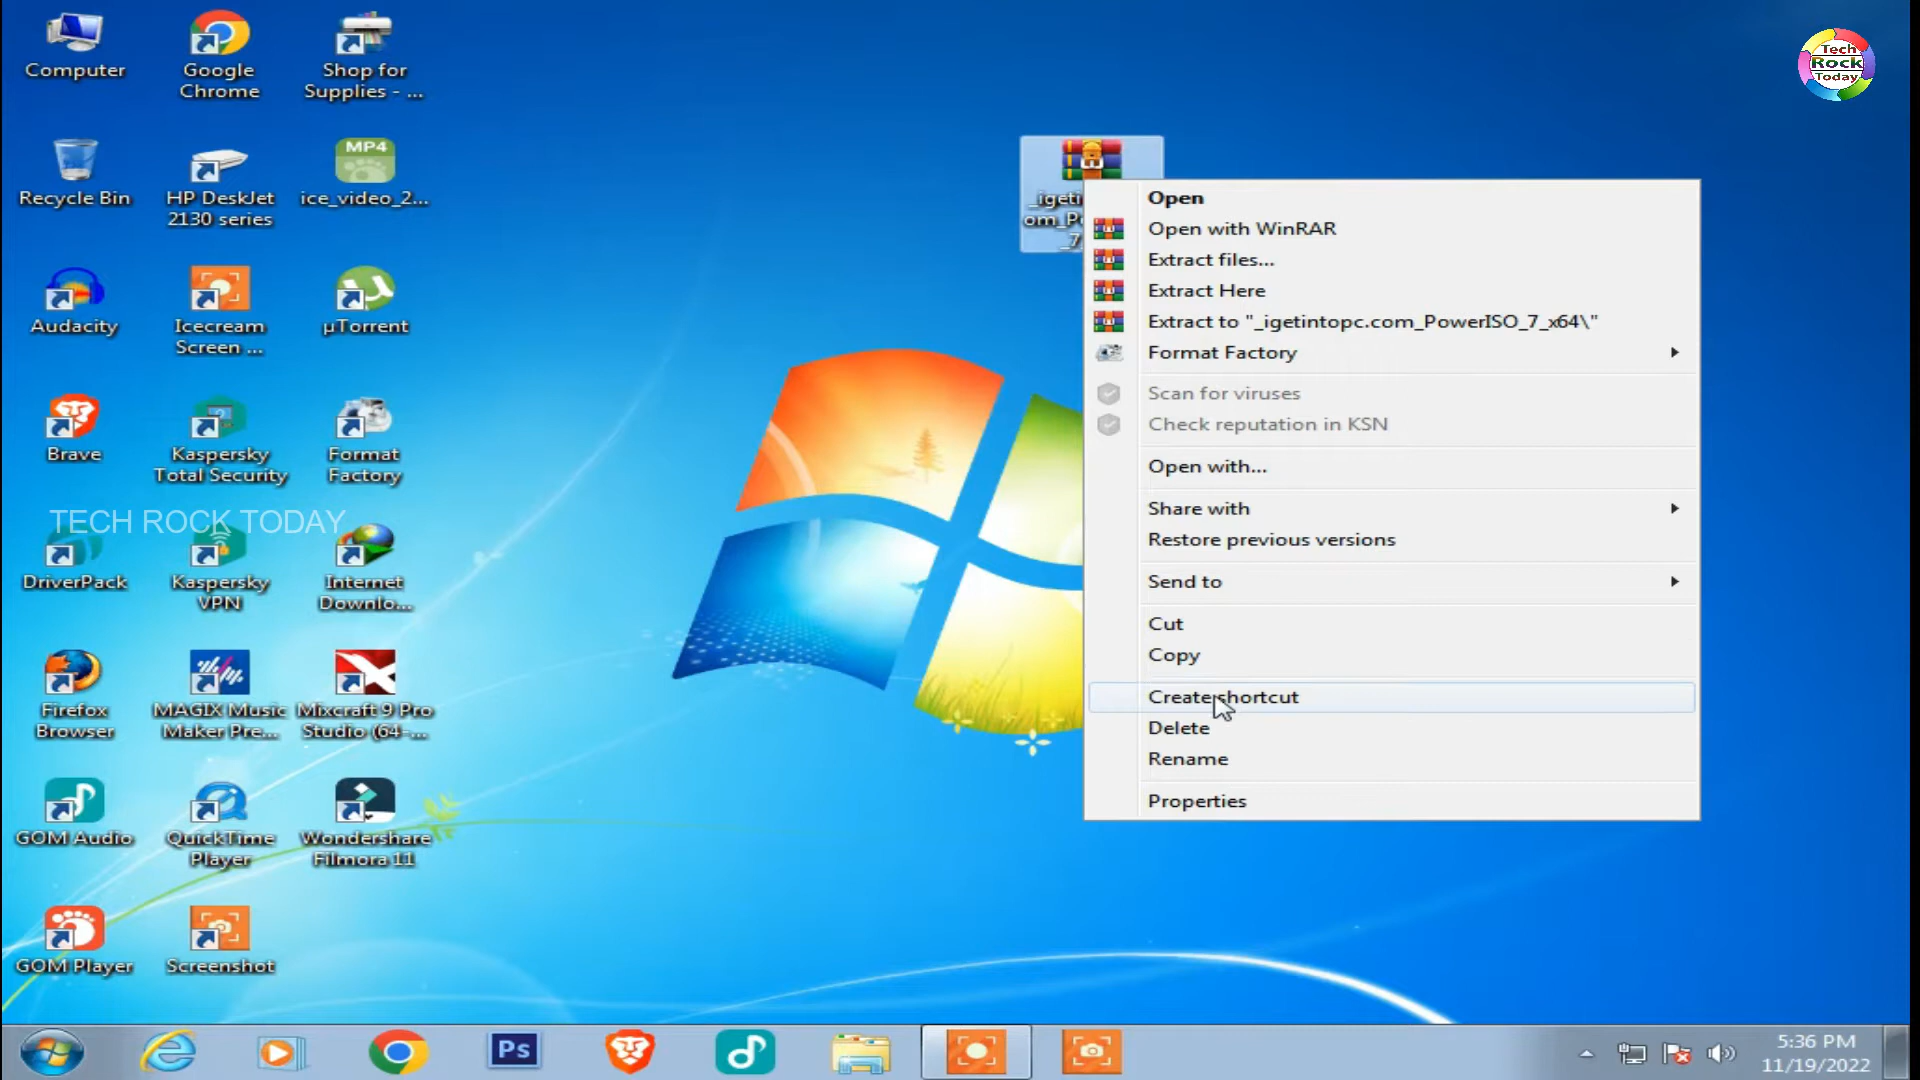 Computer
Google
Chrome
Shop for
Supplies - ...
Tech
Rock
Today
Recycle Bin
HP DeskJet
2130 series
MP4
ice_video_2...
Audacity
Icecream
Screen ...
µTorrent
Brave
Kaspersky
Total Security
Format
Factory
TECH ROCK TODAY
DriverPack
Kaspersky
VPN
Internet
Downlo...
Firefox
Browser
MAGIX Music
Maker Pre...
Mixcraft 9 Pro
Studio (64-...
GOM Audio
QuickTime
Player
Wondershare
Filmora 11
GOM Player
Screenshot
Open
Open with WinRAR
Extract files...
Extract Here
Extract to "_igetintopc.com_PowerISO_7_x64\"
Format Factory
Scan for viruses
Check reputation in KSN
Open with...
Share with
Restore previous versions
Send to
Cut
Copy
Create shortcut
Delete
Rename
Properties
Ps
5:36 PM
11/19/2022